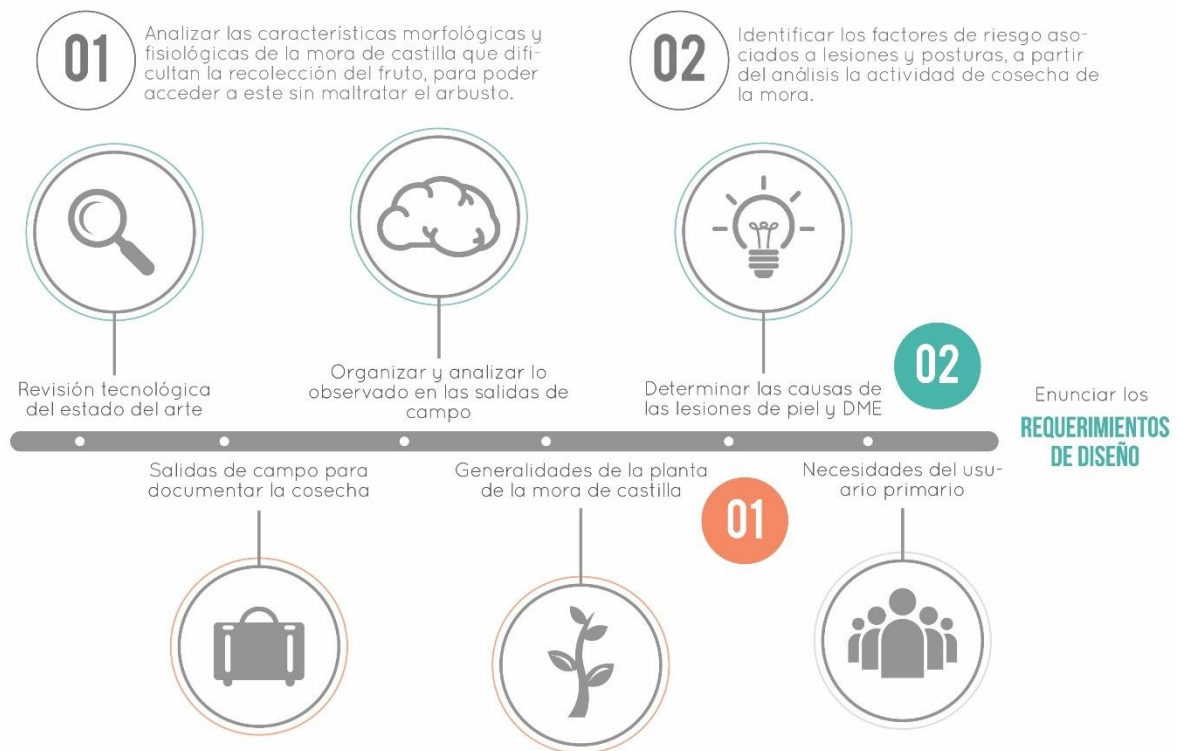 01
Analizar las características morfológicas y
fisiológicas de la mora de castilla que difi-
cultan la recolección del fruto, para poder
acceder a este sin maltratar el arbusto.
02
Identificar los factores de riesgo aso-
ciados a lesiones y posturas, a partir
del análisis la actividad de cosecha de
la mora.
Revisión tecnológica
del estado del arte
Organizar y analizar lo
observado en las salidas de
campo
Determinar las causas de
las lesiones de piel y DME
02
Enunciar los
REQUERIMIENTOS
DE DISEÑO
Salidas de campo para
documentar la cosecha
Generalidades de la planta
de la mora de castilla
01
Necesidades del usu-
ario primario